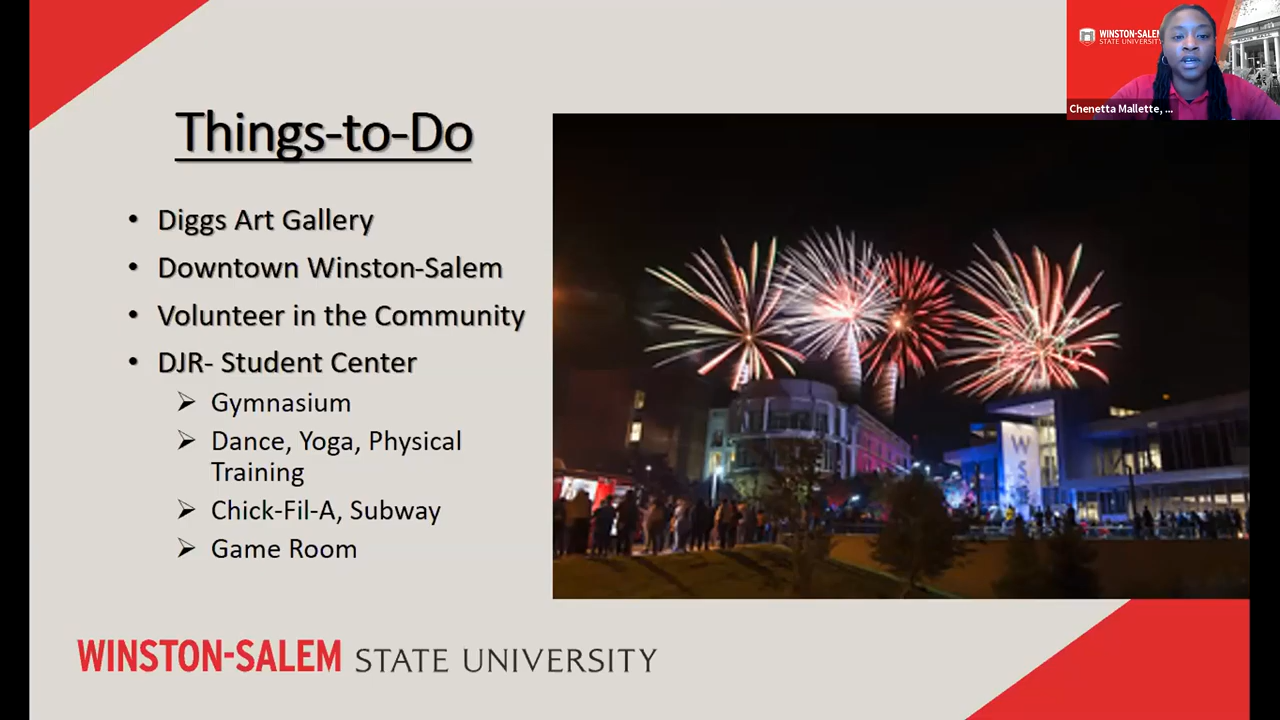 WINSTON-SALEM
STATE UNIVERSITY
Chenetta Mallette, ...
Things-to-Do
• Diggs Art Gallery
• Downtown Winston-Salem
• Volunteer in the Community
• DJR- Student Center
➢ Gymnasium
➢ Dance, Yoga, Physical
Training
➢ Chick-Fil-A, Subway
➢ Game Room
WSSU
WINSTON-SALEM STATE UNIVERSITY